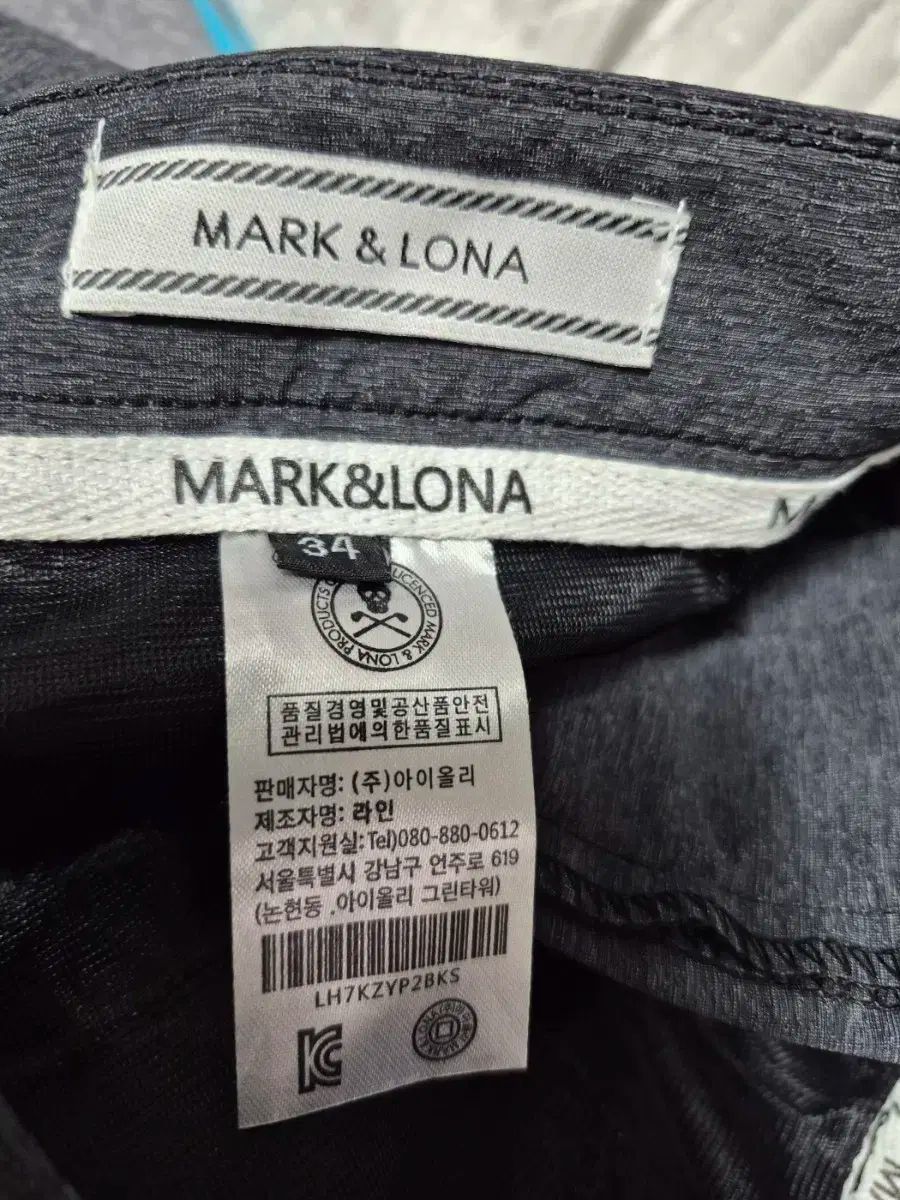 MARK & LONA
MARK&LONA
34
LICENCED MARK & LONA PRODUCTS
품질경영및공산품안전
관리법에의한품질표시
판매자명: (주)아이올리
제조자명: 라인
고객지원실:Tel)080-880-0612
서울특별시 강남구 언주로 619
(논현동 .아이올리 그린타워)
LH7KZYP2BKS